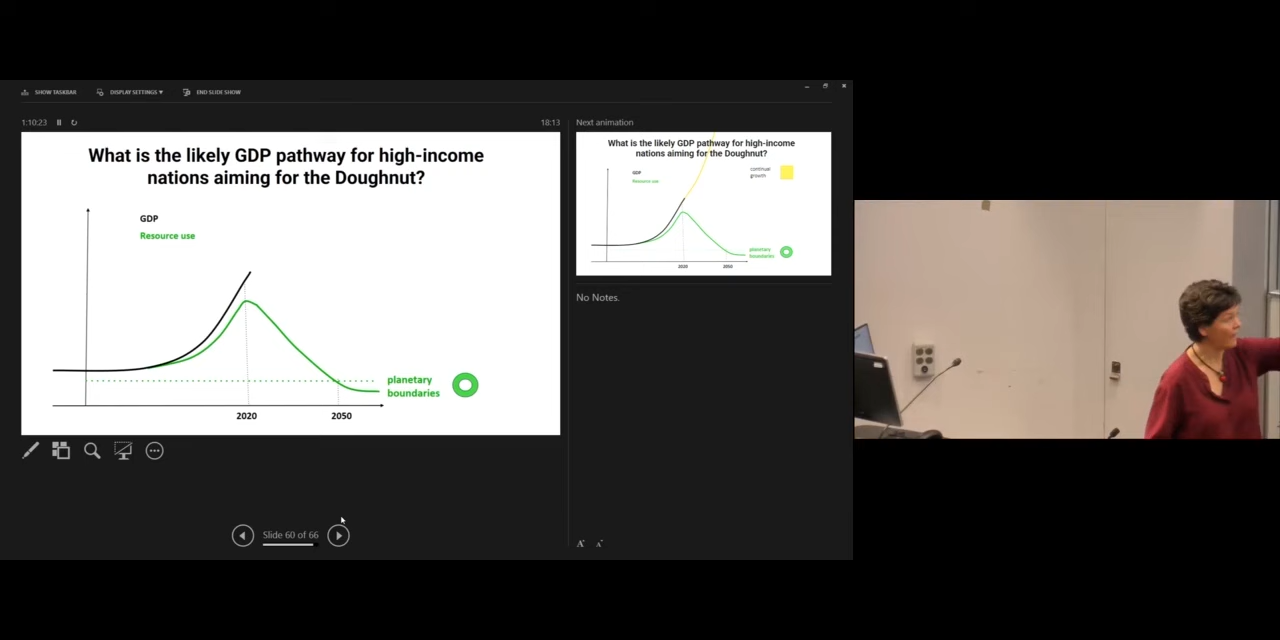 SHOW TASKBAR
DISPLAY SETTINGS ▼
END SLIDE SHOW
1:10:23
18:13
What is the likely GDP pathway for high-income
nations aiming for the Doughnut?
GDP
Resource use
planetary
boundaries
2020
2050
Slide 60 of 66
Next animation
What is the likely GDP pathway for high-income
nations aiming for the Doughnut?
GDP
Resource use
continual
growth
planetary
boundaries
2020
2050
No Notes.
A
A